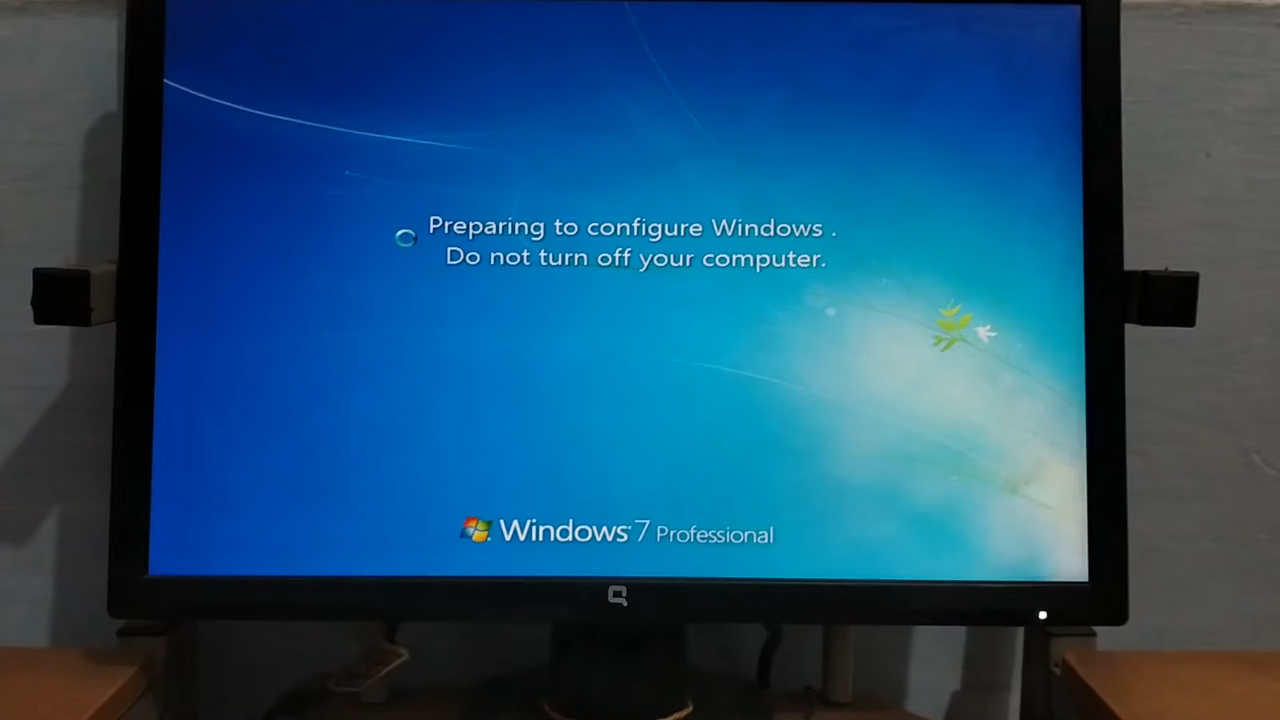 Preparing to configure Windows .
Do not turn off your computer.
Windows 7 Professional